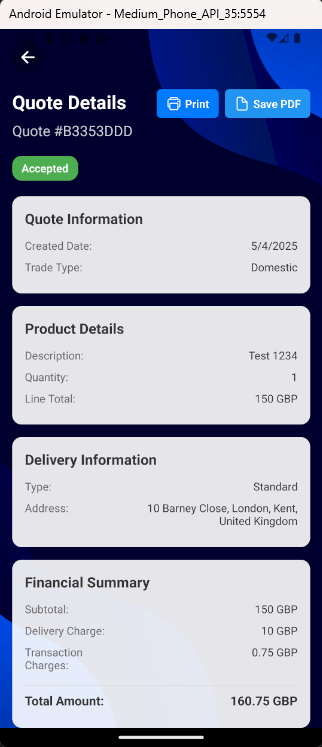 Android Emulator - Medium_Phone_API_35:5554
Quote Details
Print
Save PDF
Quote #B3353DDD
Accepted
Quote Information
Created Date: 5/4/2025
Trade Type: Domestic
Product Details
Description: Test 1234
Quantity: 1
Line Total: 150 GBP
Delivery Information
Type: Standard
Address: 10 Barney Close, London, Kent,
United Kingdom
Financial Summary
Subtotal: 150 GBP
Delivery Charge: 10 GBP
Transaction 0.75 GBP
Charges:
Total Amount: 160.75 GBP